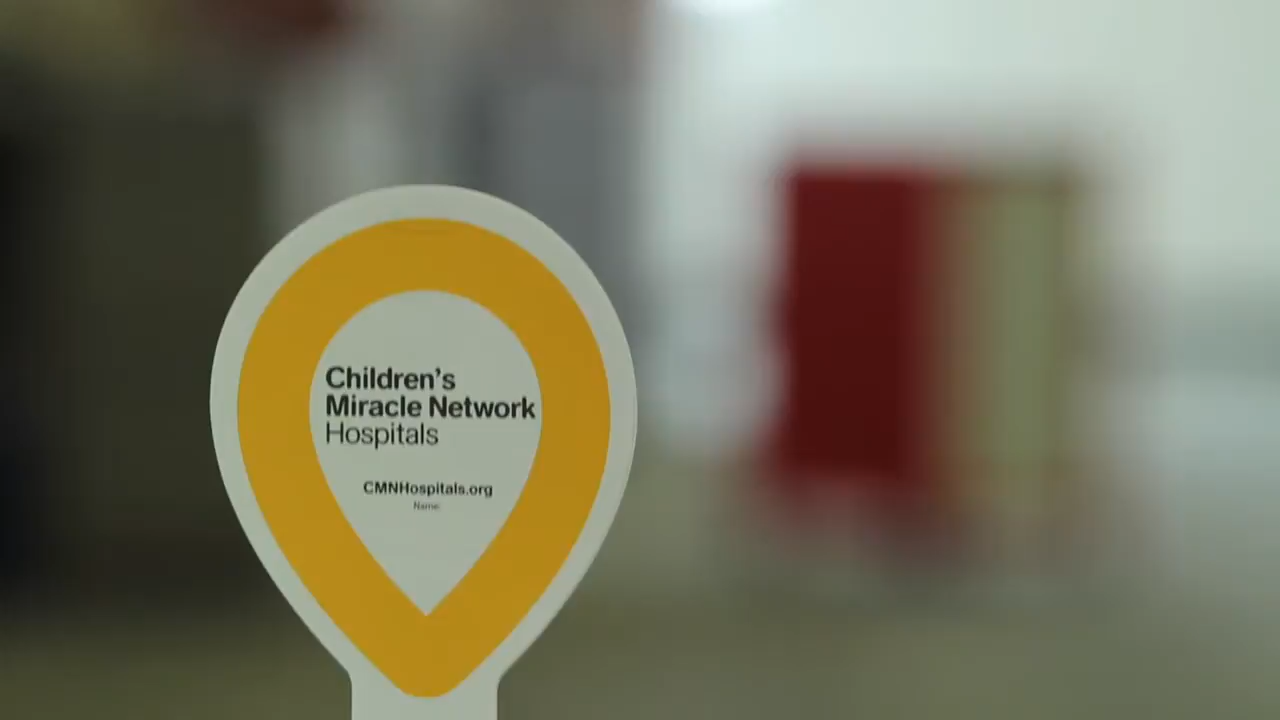 Children's
Miracle Network
Hospitals
CMNHospitals.org
Name: